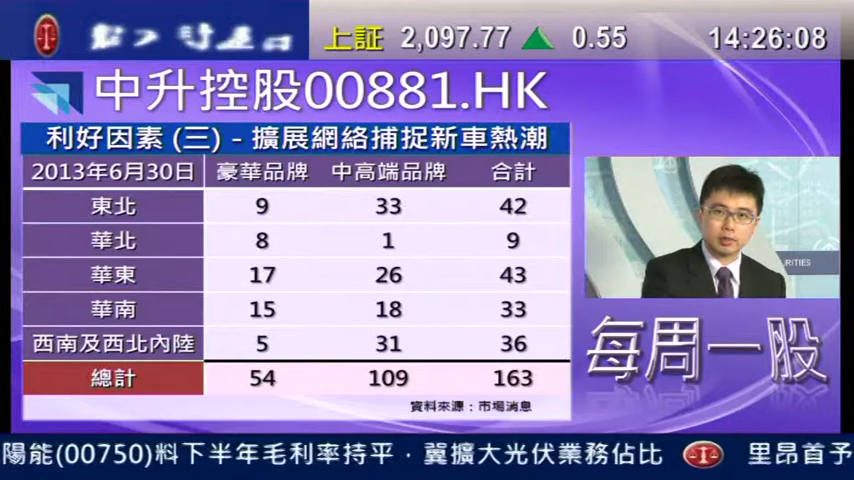 上証 2,097.77 0.55 14:26:08
中升控股00881.HK
利好因素 (三) - 擴展網絡捕捉新車熱潮
2013年6月30日 豪華品牌 中高端品牌 合計
東北 9 33 42
華北 8 1 9
華東 17 26 43
華南 15 18 33
西南及西北內陸 5 31 36
總計 54 109 163
資料來源：市場消息
RITIES
每周一股
陽能(00750)料下半年毛利率持平，冀擴大光伏業務佔比 里昂首予